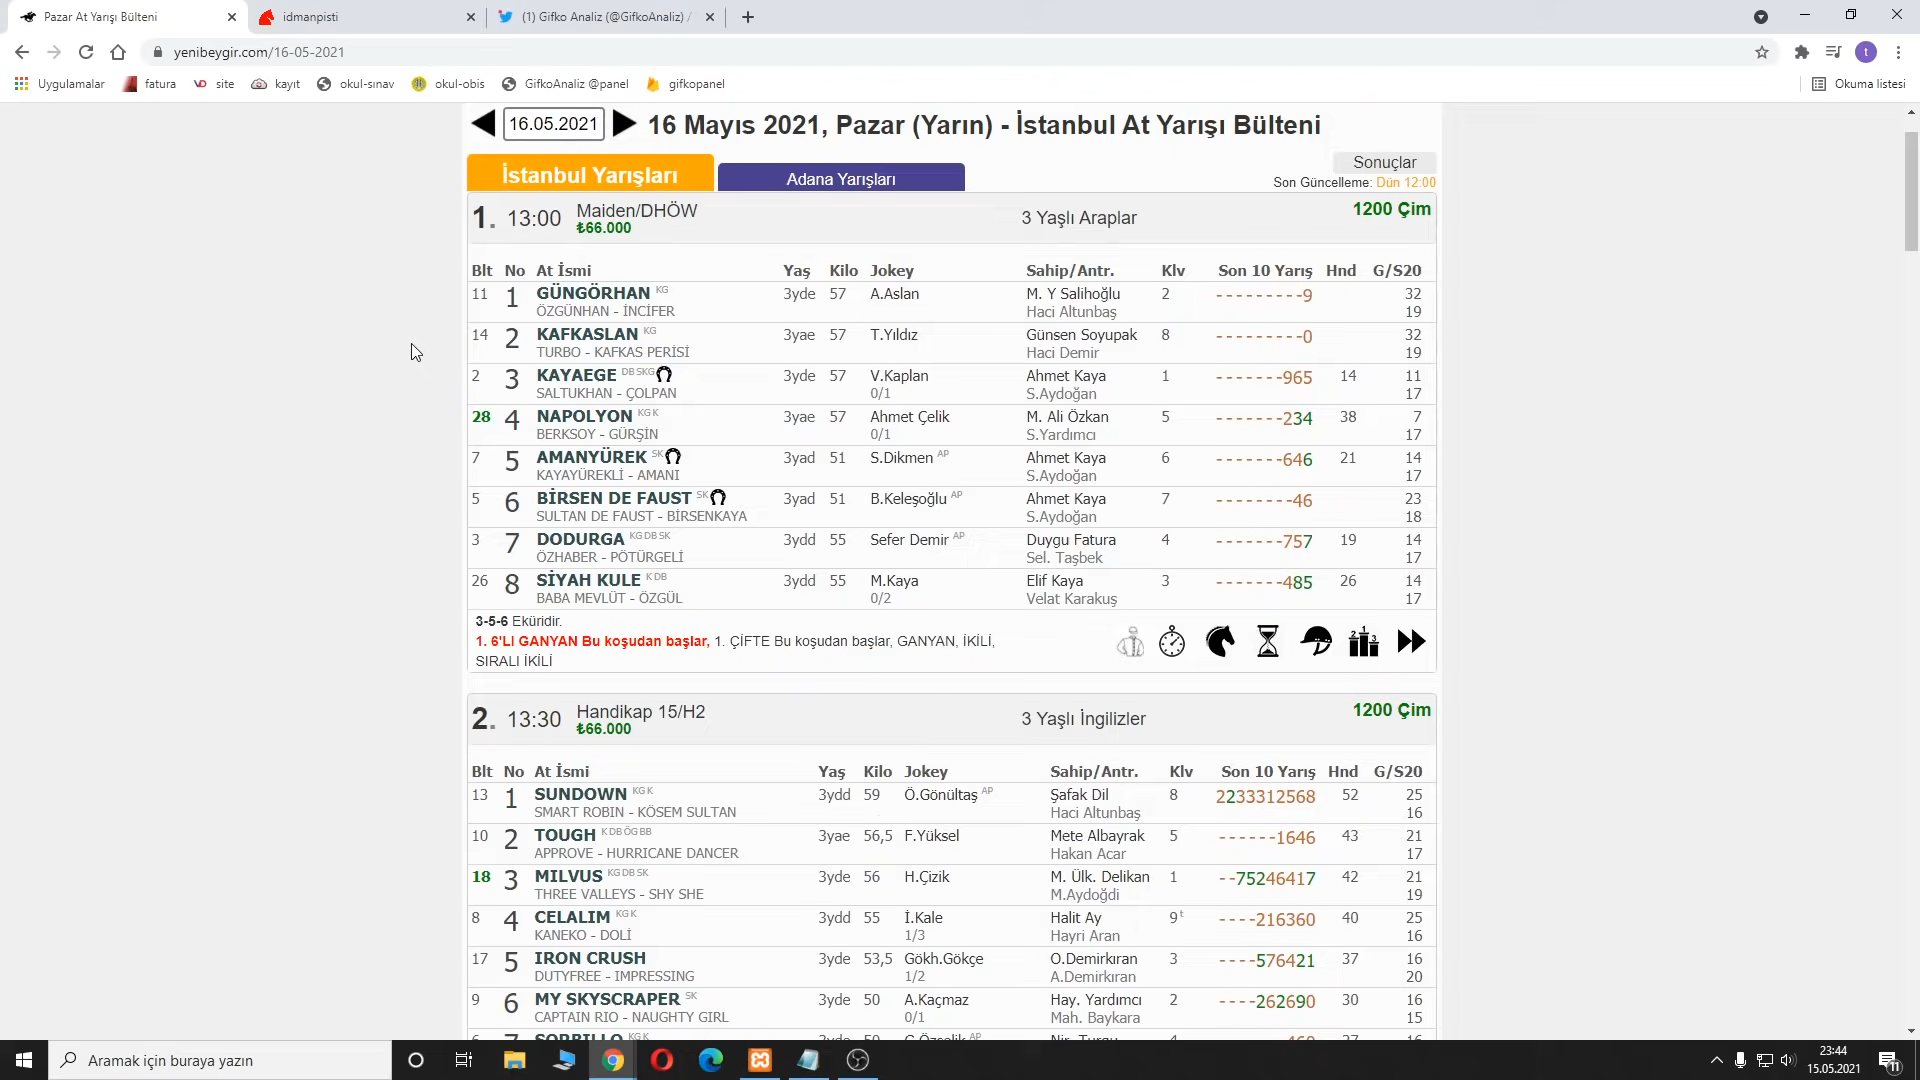 Pazar At Yarışı Bülteni
idmanpisti
(1) Gifko Analiz (@GifkoAnaliz) /
yenibeygir.com/16-05-2021
t
Uygulamalar
fatura
VD site
kayıt
okul-sınav
okul-obis
GifkoAnaliz @panel
gifkopanel
Okuma listesi
16.05.2021
16 Mayıs 2021, Pazar (Yarın) - İstanbul At Yarışı Bülteni
İstanbul Yarışları
Adana Yarışları
Sonuçlar
Son Güncelleme: Dün 12:00
1. 13:00 Maiden/DHÖW 3 Yaşlı Araplar 1200 Çim
₺66.000
Blt No At İsmi Yaş Kilo Jokey Sahip/Antr. Klv Son 10 Yarış Hnd G/S20
11 1 GÜNGÖRHAN KG 3yde 57 A.Aslan M. Y Salihoğlu 2 ---------9 32
ÖZGÜNHAN - İNCİFER Haci Altunbaş 19
14 2 KAFKASLAN KG 3yae 57 T.Yıldız Günsen Soyupak 8 ---------0 32
TURBO - KAFKAS PERİSİ Haci Demir 19
2 3 KAYAEGE DB SKG 3yde 57 V.Kaplan Ahmet Kaya 1 -------965 14 11
SALTUKHAN - ÇOLPAN 0/1 S.Aydoğan 17
28 4 NAPOLYON KG K 3yae 57 Ahmet Çelik M. Ali Özkan 5 -------234 38 7
BERKSOY - GÜRŞİN 0/1 S.Yardımcı 17
7 5 AMANYÜREK SK 3yad 51 S.Dikmen AP Ahmet Kaya 6 -------646 21 14
KAYAYÜREKLİ - AMANI S.Aydoğan 17
5 6 BİRSEN DE FAUST SK 3yad 51 B.Keleşoğlu AP Ahmet Kaya 7 --------46 23
SULTAN DE FAUST - BİRSENKAYA S.Aydoğan 18
3 7 DODURGA KG DB SK 3ydd 55 Sefer Demir AP Duygu Fatura 4 -------757 19 14
ÖZHABER - PÖTÜRGELİ Sel. Taşbek 17
26 8 SİYAH KULE K DB 3ydd 55 M.Kaya Elif Kaya 3 -------485 26 14
BABA MEVLÜT - ÖZGÜL 0/2 Velat Karakuş 17
3-5-6 Eküridir.
1. 6'LI GANYAN Bu koşudan başlar, 1. ÇİFTE Bu koşudan başlar, GANYAN, İKİLİ,
SIRALI İKİLİ
2. 13:30 Handikap 15/H2 3 Yaşlı İngilizler 1200 Çim
₺66.000
Blt No At İsmi Yaş Kilo Jokey Sahip/Antr. Klv Son 10 Yarış Hnd G/S20
13 1 SUNDOWN KG K 3ydd 59 Ö.Gönültaş AP Şafak Dil 8 2233312568 52 25
SMART ROBIN - KÖSEM SULTAN Haci Altunbaş 16
10 2 TOUGH K DB ÖG BB 3yae 56,5 F.Yüksel Mete Albayrak 5 ------1646 43 21
APPROVE - HURRICANE DANCER Hakan Acar 17
18 3 MILVUS KG DB SK 3yde 56 H.Çizik M. Ülk. Delikan 1 --75246417 42 21
THREE VALLEYS - SHY SHE M.Aydoğdi 19
8 4 CELALIM KG K 3ydd 55 İ.Kale Halit Ay 9t ----216360 40 25
KANEKO - DOLİ 1/3 Hayri Aran 16
17 5 IRON CRUSH 3yde 53,5 Gökh.Gökçe O.Demirkıran 3 ----576421 37 16
DUTYFREE - IMPRESSING 1/2 A.Demirkıran 20
9 6 MY SKYSCRAPER SK 3yde 50 A.Kaçmaz Hay. Yardımcı 2 ----262690 30 16
CAPTAIN RIO - NAUGHTY GIRL 0/1 Mah. Baykara 15
Aramak için buraya yazın
23:44
15.05.2021
11